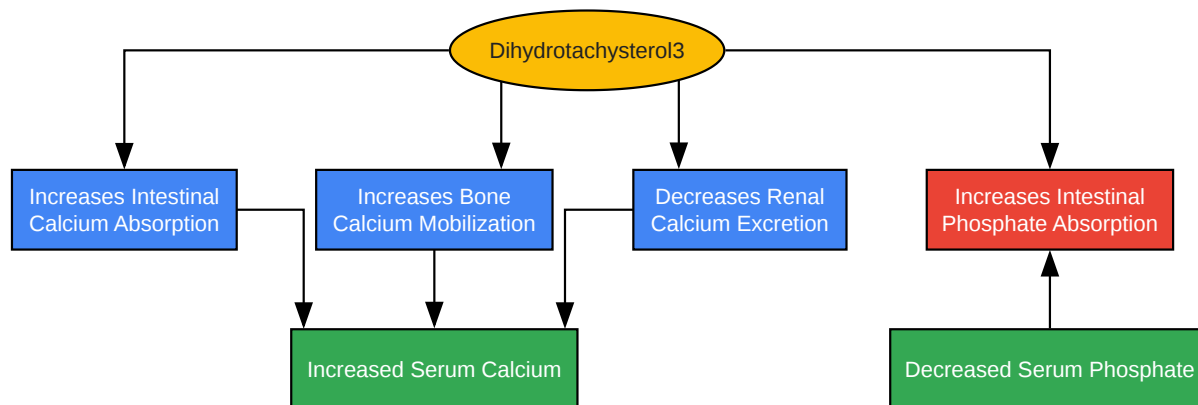 Dihydrotachysterol3
Increases Intestinal
Calcium Absorption
Increases Bone
Calcium Mobilization
Decreases Renal
Calcium Excretion
Increases Intestinal
Phosphate Absorption
Increased Serum Calcium
Decreased Serum Phosphate